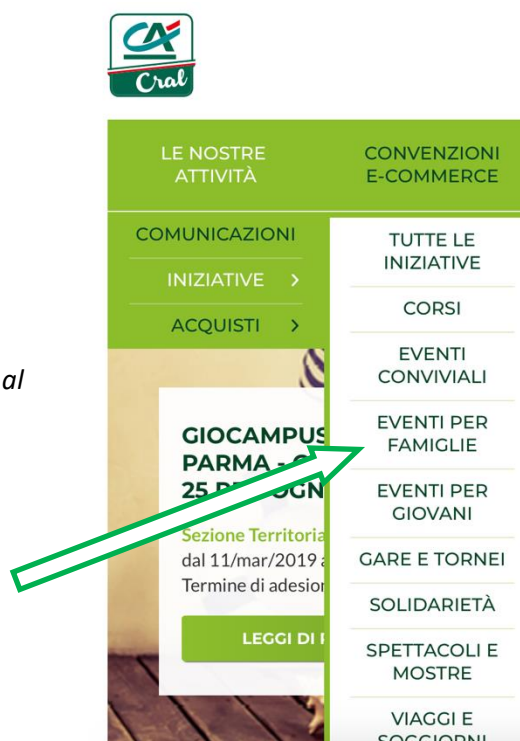 CA
Cral
LE NOSTRE
ATTIVITÀ
CONVENZIONI
E-COMMERCE
COMUNICAZIONI
INIZIATIVE >
ACQUISTI >
TUTTE LE
INIZIATIVE
CORSI
EVENTI
CONVIVIALI
EVENTI PER
FAMIGLIE
EVENTI PER
GIOVANI
GARE E TORNEI
SOLIDARIETÀ
SPETTACOLI E
MOSTRE
VIAGGI E
SOGGIORNI
al
GIOCAMPUS
PARMA -
25
Sezione Territoria
dal 11/mar/2019
Termine di adesion
LEGGI DI